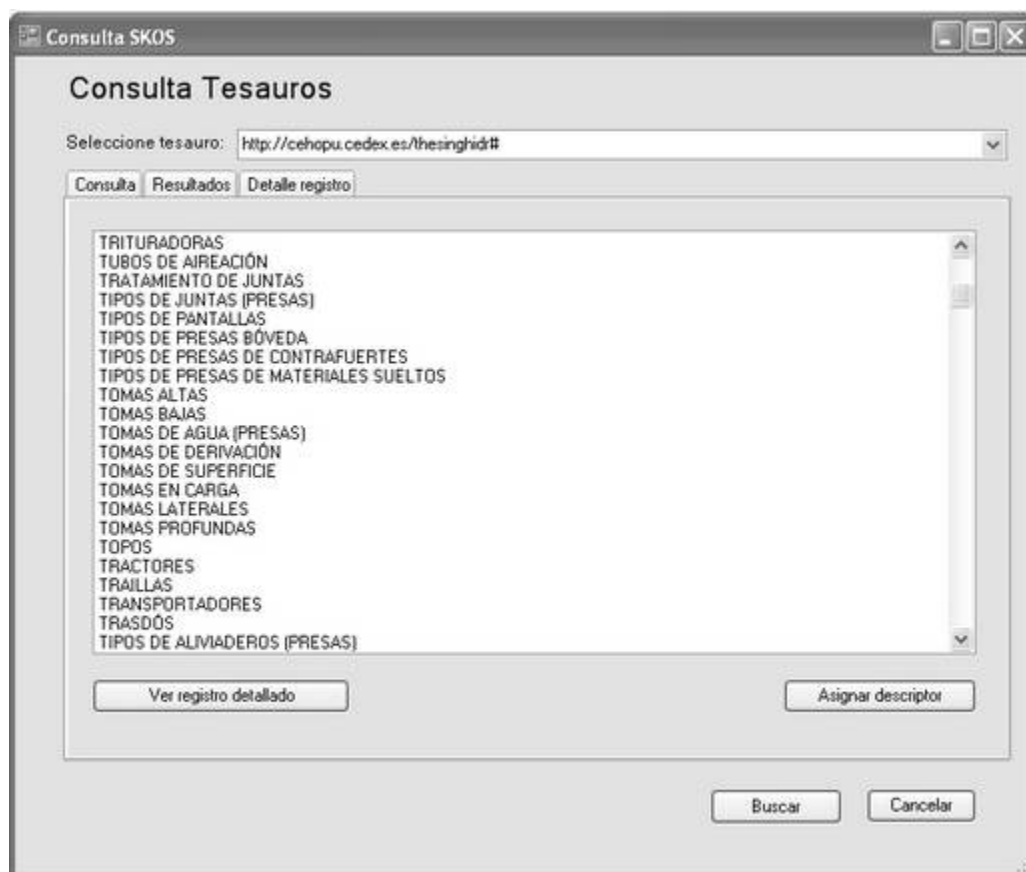 Consulta SKOS
Consulta Tesauros
Seleccione tesauro: http://cehopu.cedex.es/thesinghidr#
Consulta Resultados Detalle registro
TRITURADORAS
TUBOS DE AIREACIÓN
TRATAMIENTO DE JUNTAS
TIPOS DE JUNTAS (PRESAS)
TIPOS DE PANTALLAS
TIPOS DE PRESAS BÓVEDA
TIPOS DE PRESAS DE CONTRAFUERTES
TIPOS DE PRESAS DE MATERIALES SUELTOS
TOMAS ALTAS
TOMAS BAJAS
TOMAS DE AGUA (PRESAS)
TOMAS DE DERIVACIÓN
TOMAS DE SUPERFICIE
TOMAS EN CARGA
TOMAS LATERALES
TOMAS PROFUNDAS
TOPOS
TRACTORES
TRAILLAS
TRANSPORTADORES
TRASDÓS
TIPOS DE ALIVIADEROS (PRESAS)
Ver registro detallado Asignar descriptor
Buscar Cancelar